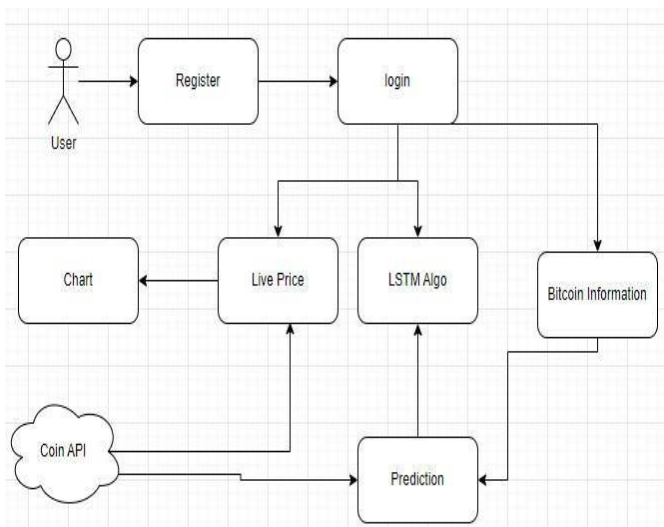 Register
login
User
Chart
Live Price
LSTM Algo
Bitcoin Information
Coin API
Prediction